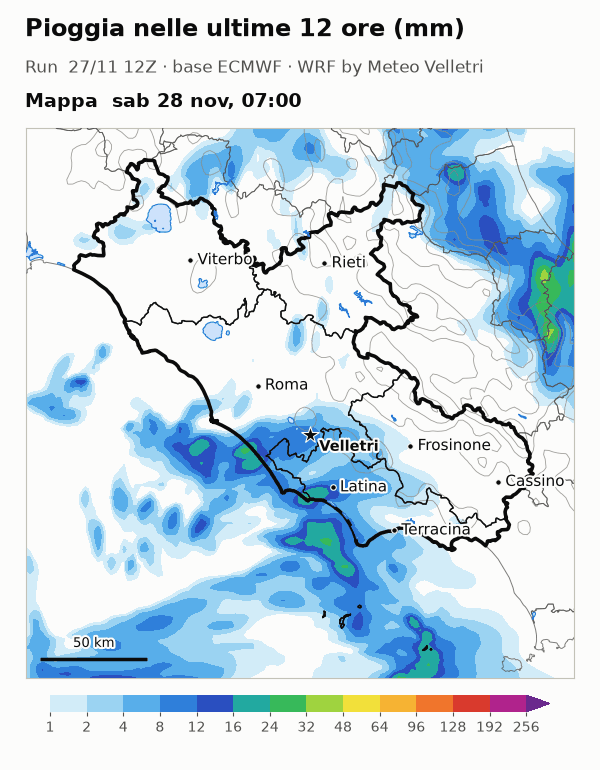 Pioggia nelle ultime 12 ore (mm)
Run  27/11 12Z · base ECMWF · WRF by Meteo Velletri
Mappa  sab 28 nov, 07:00
Viterbo
Rieti
Roma
Velletri
Frosinone
Latina
Cassino
Terracina
50 km
1 2 4 8 12 16 24 32 48 64 96 128 192 256